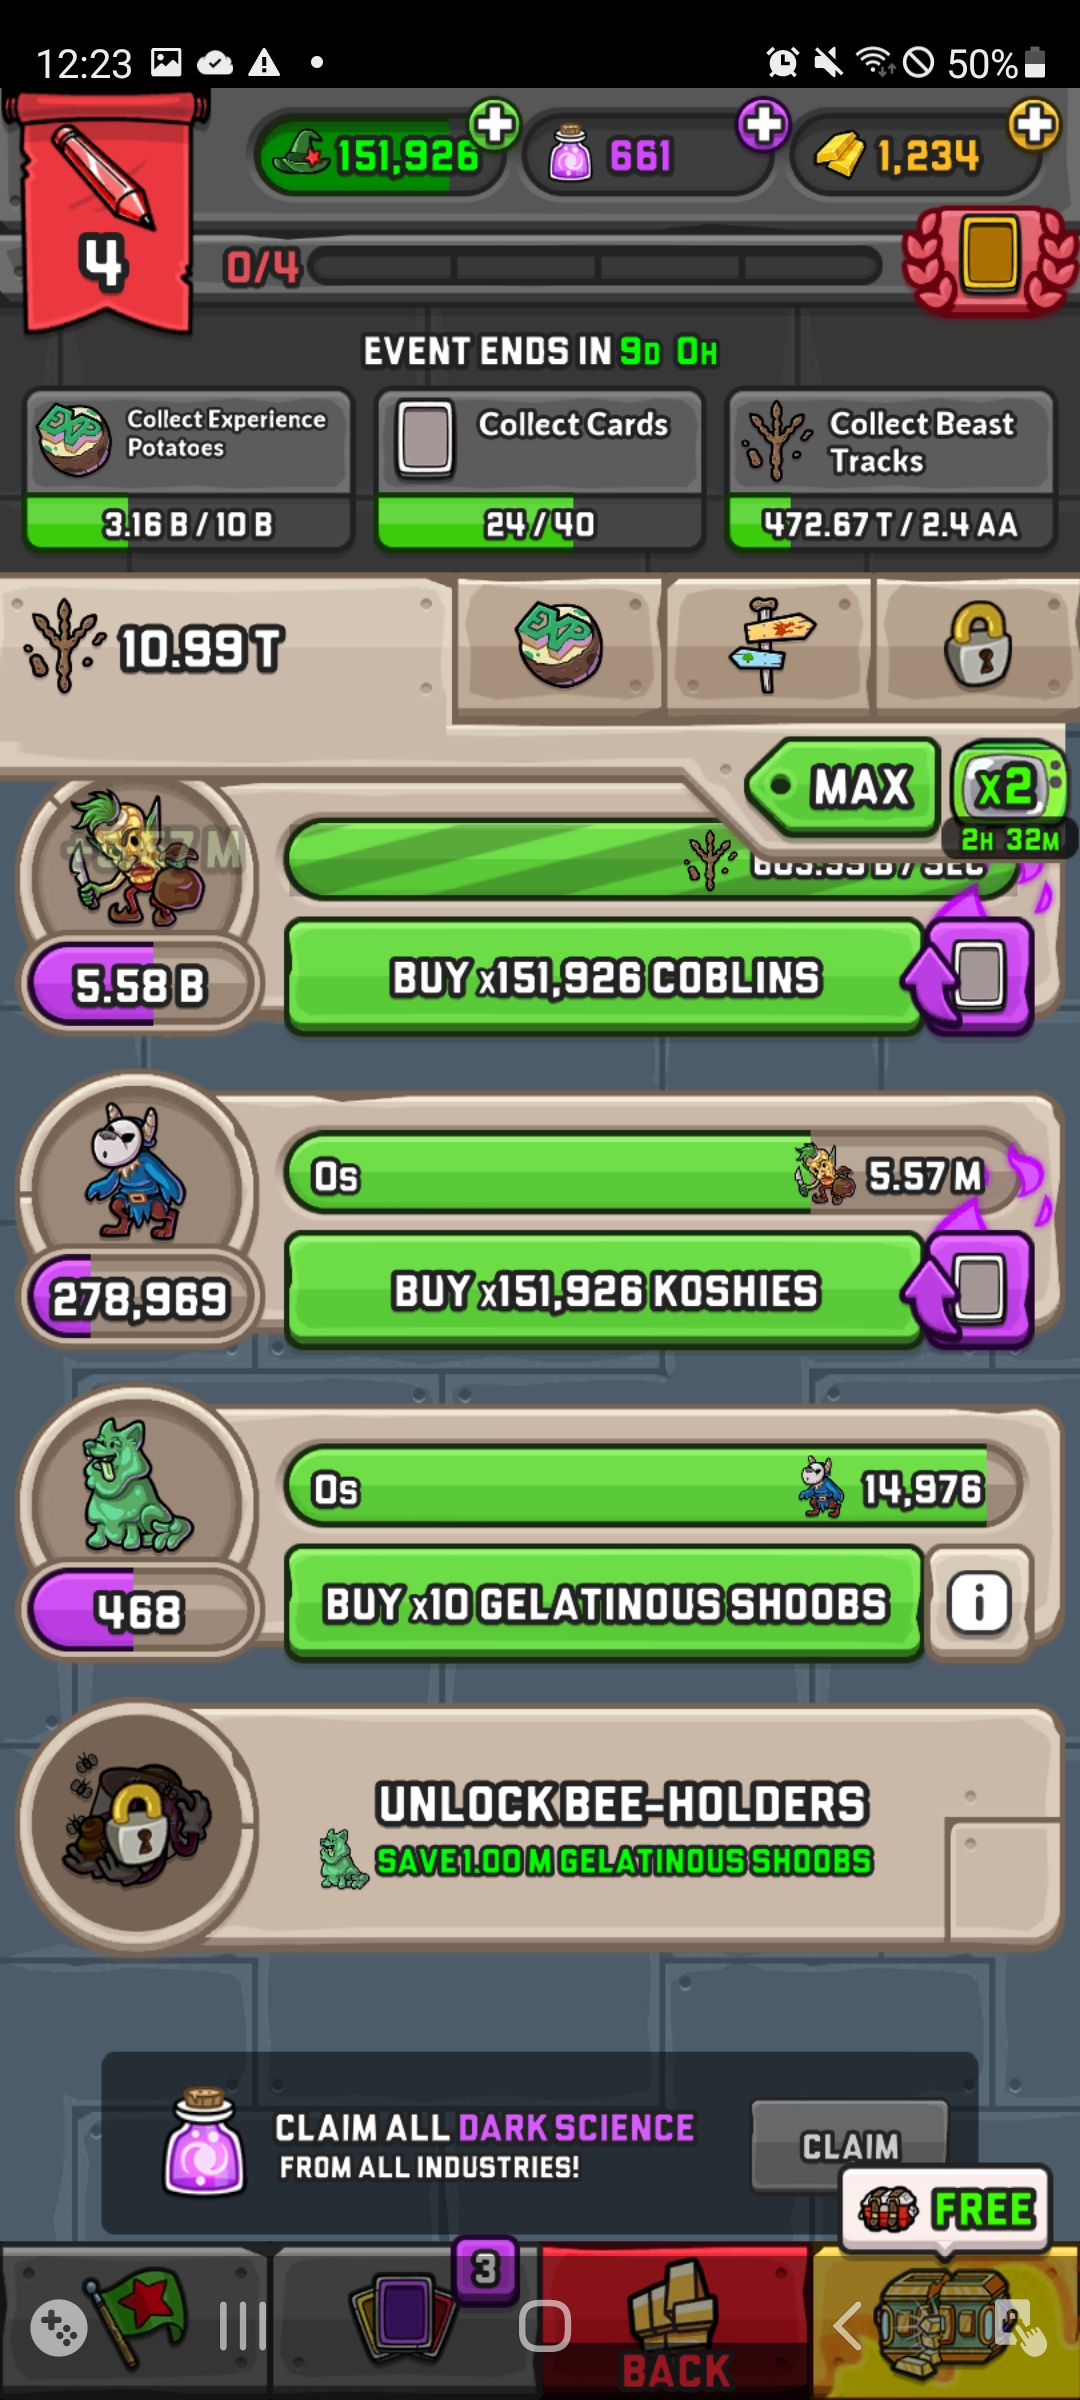 12:23
50%
151,926
661
1,234
4
0/4
EVENT ENDS IN 9D 0H
Collect Experience
Potatoes
Collect Cards
Collect Beast
Tracks
3.16 B / 10 B
24 / 40
472.67 T / 2.4 AA
10.99 T
EXP
MAX
x2
2H 32M
5.58 B
BUY x151,926 COBLINS
0s
5.57 M
278,969
BUY x151,926 KOSHIES
0s
14,976
468
BUY x10 GELATINOUS SHOOBS
i
UNLOCK BEE-HOLDERS
SAVE 1.00 M GELATINOUS SHOOBS
CLAIM ALL DARK SCIENCE
FROM ALL INDUSTRIES!
CLAIM
FREE
3
BACK